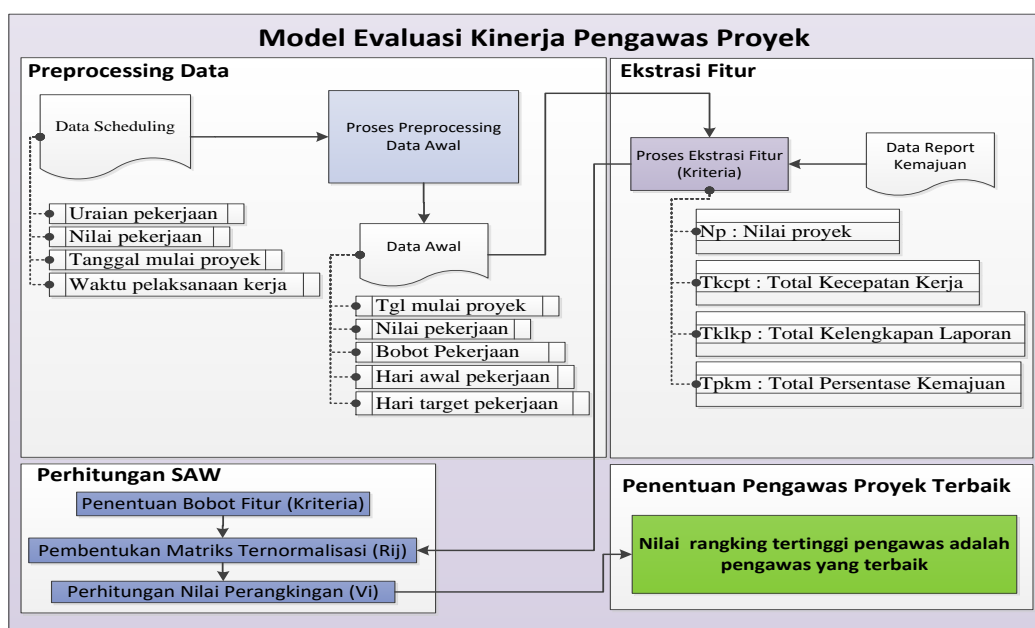 Model Evaluasi Kinerja Pengawas Proyek
Preprocessing Data
Data Scheduling
Proses Preprocessing
Data Awal
Uraian pekerjaan
Nilai pekerjaan
Tanggal mulai proyek
Waktu pelaksanaan kerja
Data Awal
Tgl mulai proyek
Nilai pekerjaan
Bobot Pekerjaan
Hari awal pekerjaan
Hari target pekerjaan
Ekstrasi Fitur
Proses Ekstrasi Fitur
(Kriteria)
Data Report
Kemajuan
Np : Nilai proyek
Tkcpt : Total Kecepatan Kerja
Tklkp : Total Kelengkapan Laporan
Tpkm : Total Persentase Kemajuan
Perhitungan SAW
Penentuan Bobot Fitur (Kriteria)
Pembentukan Matriks Ternormalisasi (Rij)
Perhitungan Nilai Perangkingan (Vi)
Penentuan Pengawas Proyek Terbaik
Nilai rangking tertinggi pengawas adalah
pengawas yang terbaik